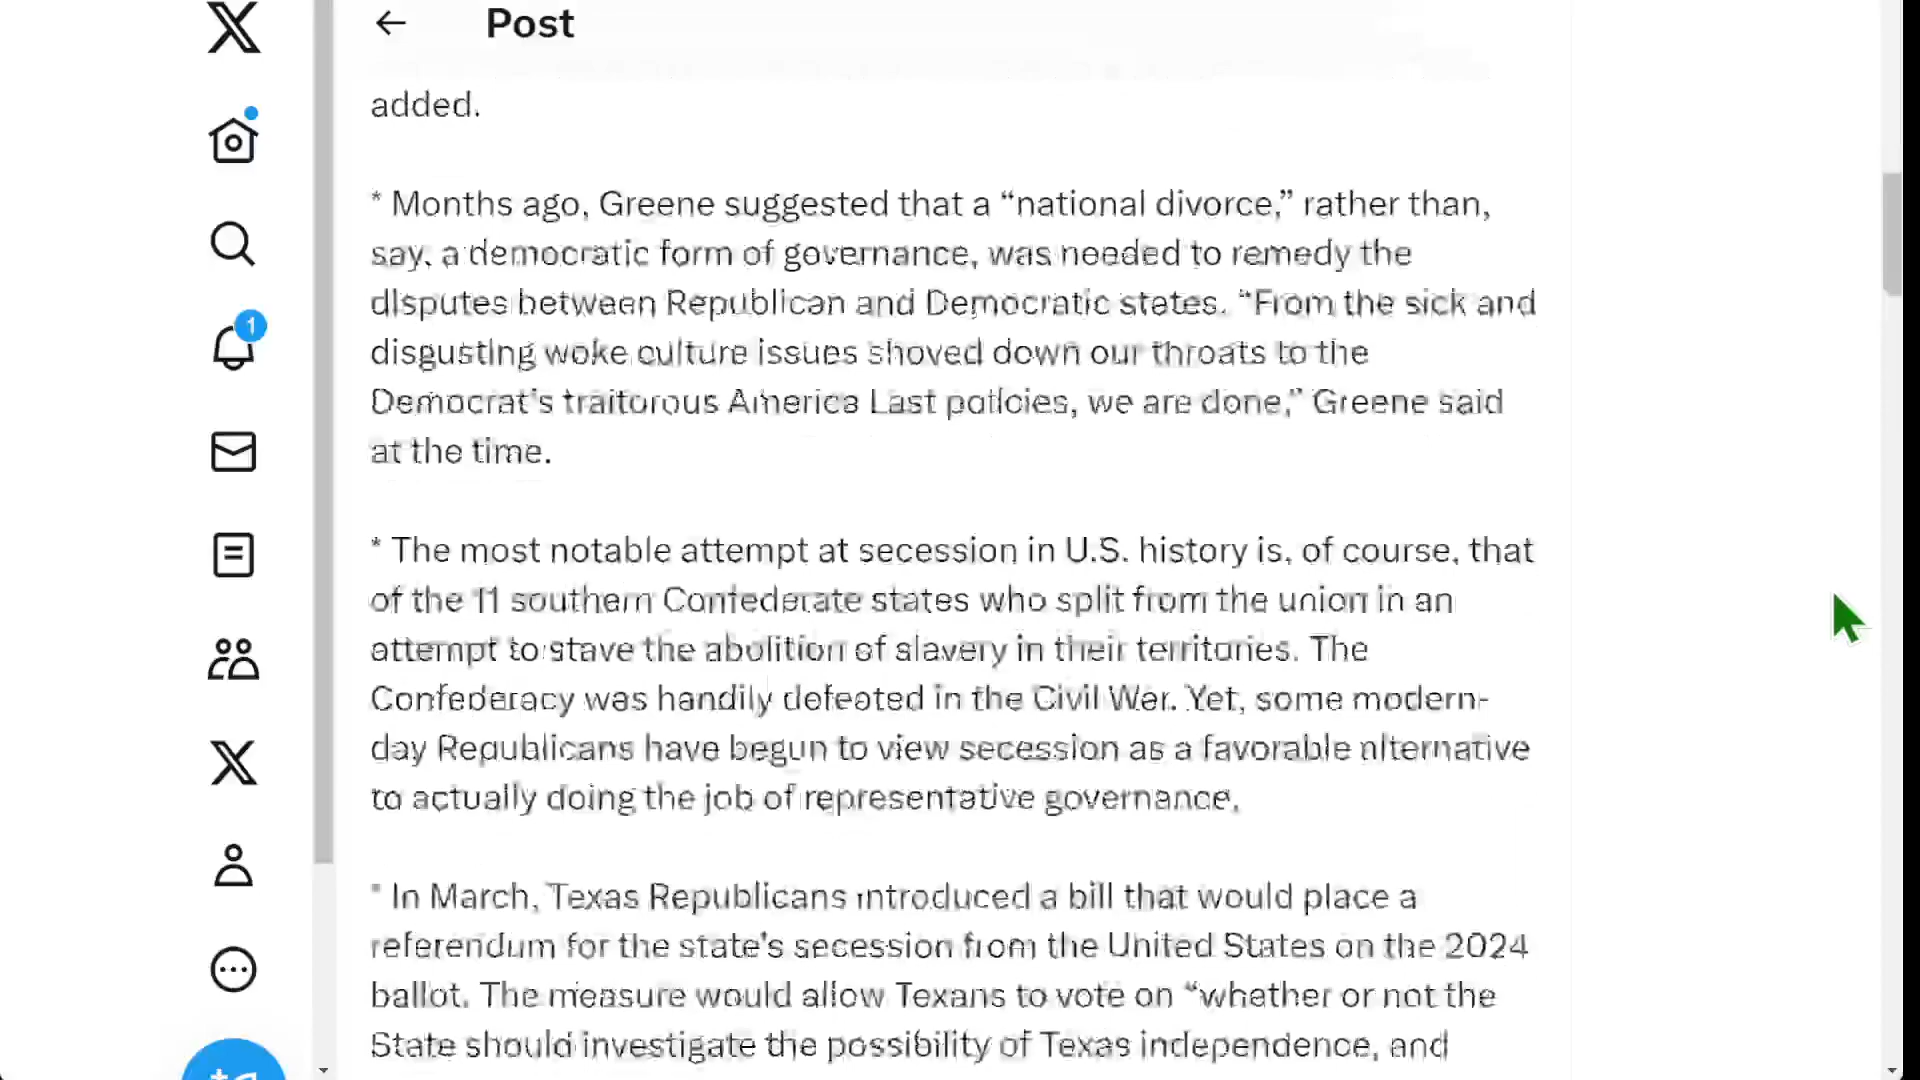 Post
added.
* Months ago, Greene suggested that a “national divorce,” rather than,
say, a democratic form of governance, was needed to remedy the
disputes between Republican and Democratic states. “From the sick and
disgusting woke culture issues shoved down our throats to the
Democrat's traitorous America Last policies, we are done,” Greene said
at the time.
* The most notable attempt at secession in U.S. history is, of course, that
of the 11 southern Confederate states who split from the union in an
attempt to stave the abolition of slavery in their territories. The
Confederacy was handily defeated in the Civil War. Yet, some modern-
day Republicans have begun to view secession as a favorable alternative
to actually doing the job of representative governance.
* In March, Texas Republicans introduced a bill that would place a
referendum for the state's secession from the United States on the 2024
ballot. The measure would allow Texans to vote on “whether or not the
State should investigate the possibility of Texas independence, and
1